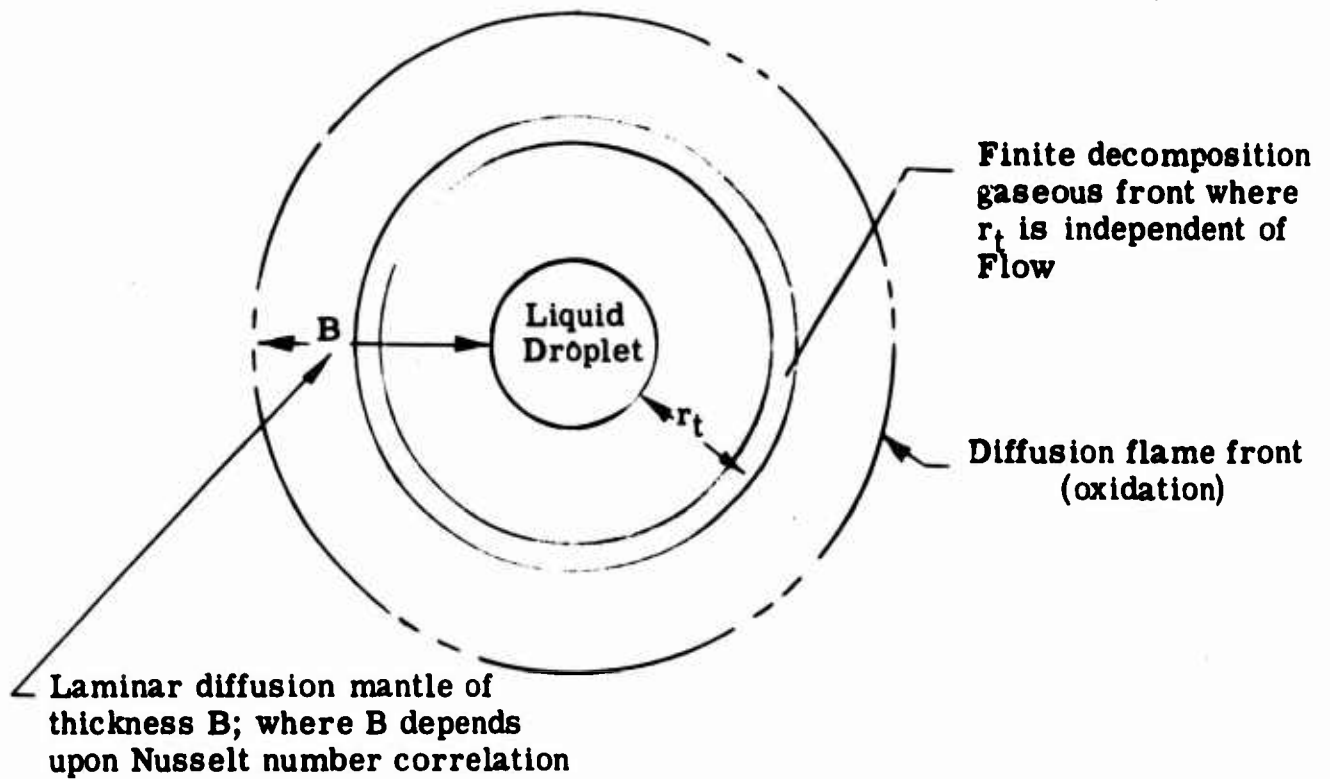 Finite decomposition
gaseous front where
r_t is independent of
Flow
B
Liquid
Droplet
r_t
Diffusion flame front
(oxidation)
Laminar diffusion mantle of
thickness B; where B depends
upon Nusselt number correlation